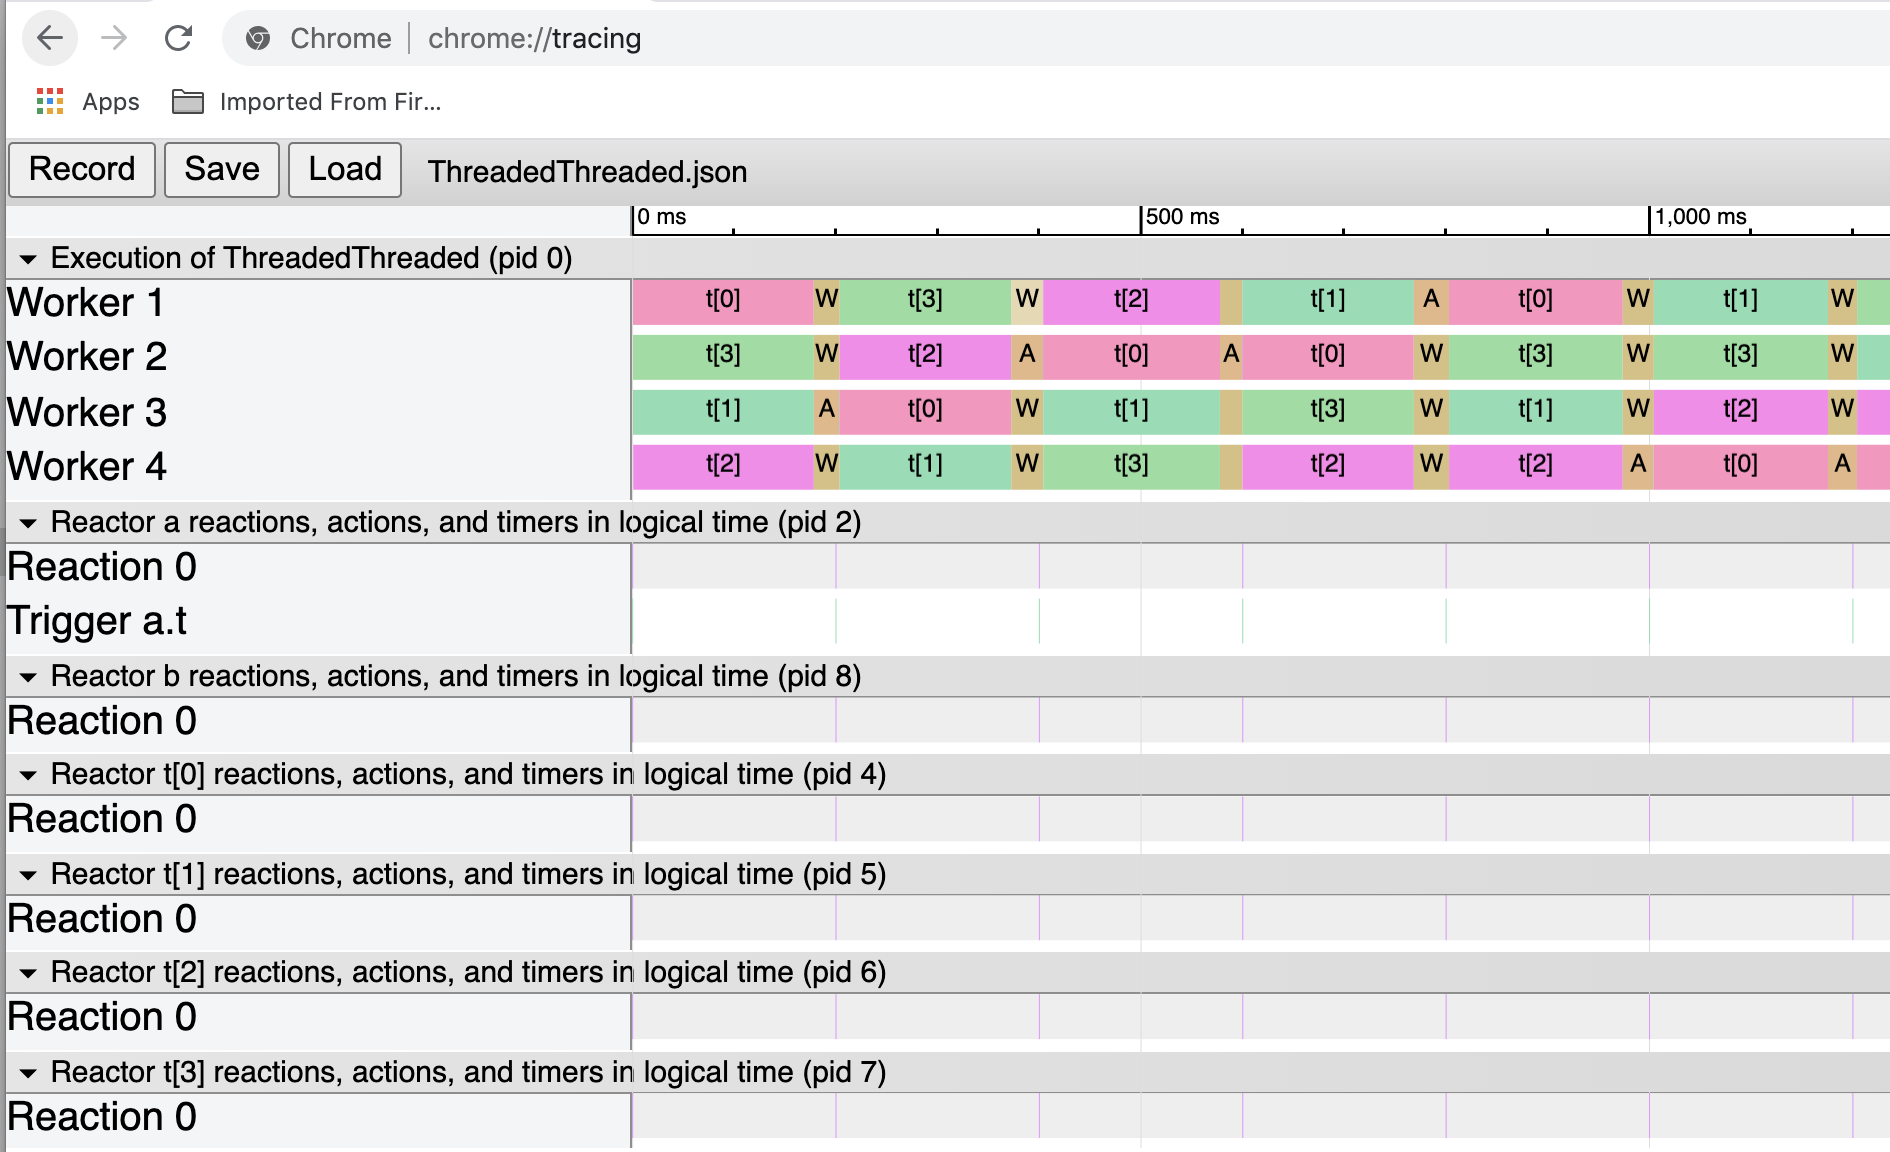 Chrome | chrome://tracing
Apps Imported From Fir...
Record Save Load ThreadedThreaded.json
0 ms 500 ms 1,000 ms
Execution of ThreadedThreaded (pid 0)
Worker 1 t[0] W t[3] W t[2] t[1] A t[0] W t[1] W
Worker 2 t[3] W t[2] A t[0] A t[0] W t[3] W t[3] W
Worker 3 t[1] A t[0] W t[1] t[3] W t[1] W t[2] W
Worker 4 t[2] W t[1] W t[3] t[2] W t[2] A t[0] A
Reactor a reactions, actions, and timers in logical time (pid 2)
Reaction 0
Trigger a.t
Reactor b reactions, actions, and timers in logical time (pid 8)
Reaction 0
Reactor t[0] reactions, actions, and timers in logical time (pid 4)
Reaction 0
Reactor t[1] reactions, actions, and timers in logical time (pid 5)
Reaction 0
Reactor t[2] reactions, actions, and timers in logical time (pid 6)
Reaction 0
Reactor t[3] reactions, actions, and timers in logical time (pid 7)
Reaction 0